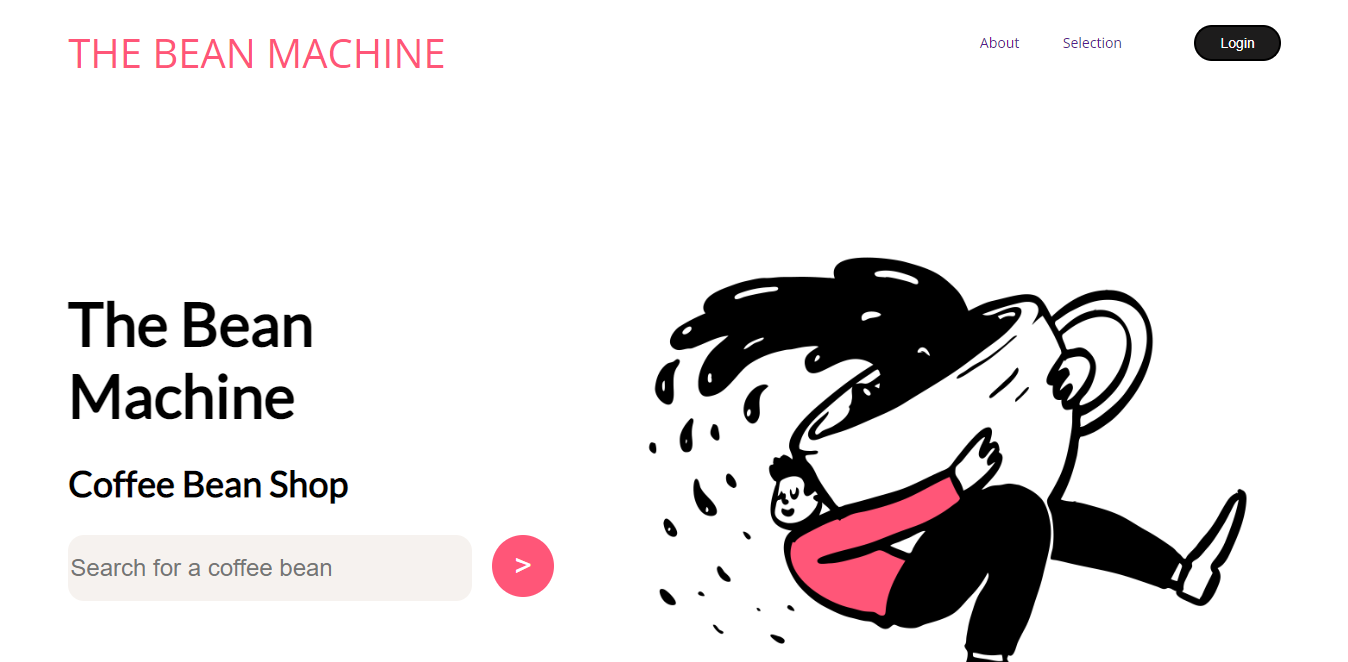 THE BEAN MACHINE
About
Selection
Login
The Bean
Machine
Coffee Bean Shop
Search for a coffee bean
>